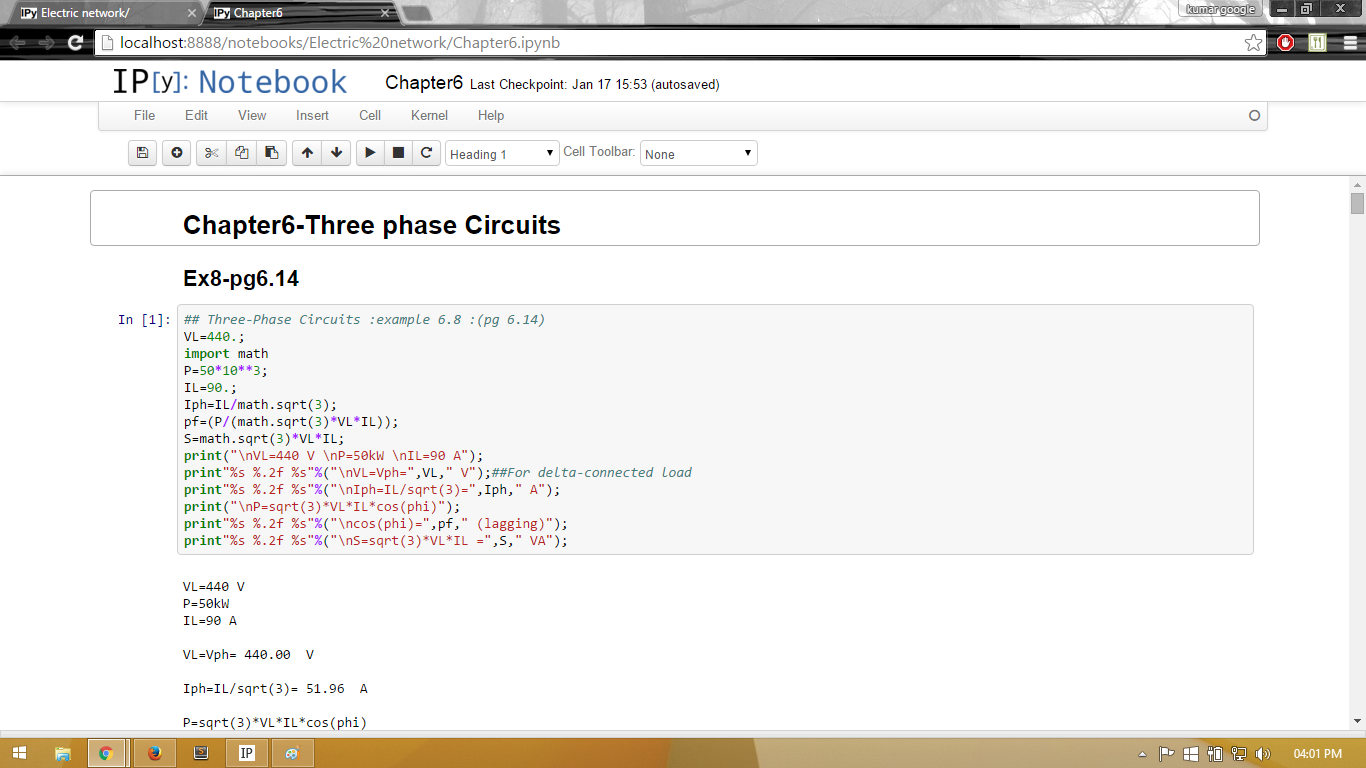 IPy Electric network/
IPy Chapter6
kumar google
localhost:8888/notebooks/Electric%20network/Chapter6.ipynb
IP[y]: Notebook
Chapter6 Last Checkpoint: Jan 17 15:53 (autosaved)
File Edit View Insert Cell Kernel Help
Heading 1 Cell Toolbar: None
Chapter6-Three phase Circuits
Ex8-pg6.14
In [1]:
## Three-Phase Circuits :example 6.8 :(pg 6.14)
VL=440.;
import math
P=50*10**3;
IL=90.;
Iph=IL/math.sqrt(3);
pf=(P/(math.sqrt(3)*VL*IL));
S=math.sqrt(3)*VL*IL;
print("\nVL=440 V \nP=50kW \nIL=90 A");
print"%s %.2f %s"%("\nVL=Vph=",VL," V");##For delta-connected load
print"%s %.2f %s"%("\nIph=IL/sqrt(3)=",Iph," A");
print("\nP=sqrt(3)*VL*IL*cos(phi)");
print"%s %.2f %s"%("\ncos(phi)=",pf," (lagging)");
print"%s %.2f %s"%("\nS=sqrt(3)*VL*IL =",S," VA");
VL=440 V
P=50kW
IL=90 A
VL=Vph= 440.00  V
Iph=IL/sqrt(3)= 51.96  A
P=sqrt(3)*VL*IL*cos(phi)
IP
04:01 PM